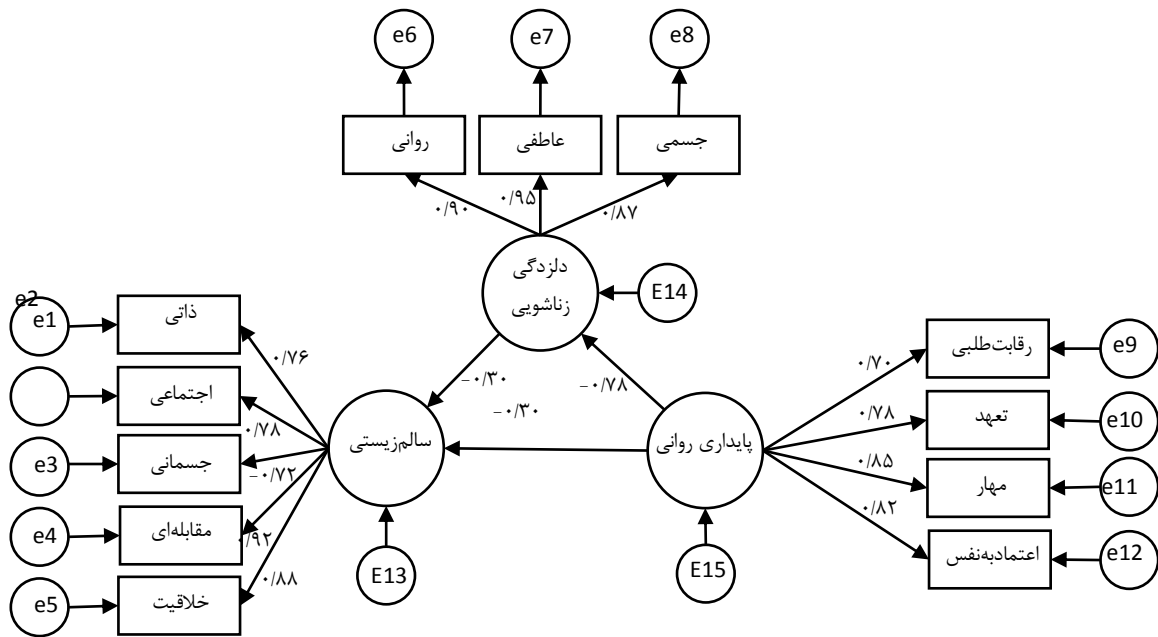 e6
e7
e8
روانی
عاطفی
جسمی
۰/۹۰
۰/۹۵
۰/۸۷
دلزدگی
زناشویی
E14
e2
e1
ذاتی
۰/۷۶
اجتماعی
۰/۷۸
e3
جسمانی
−۰/۷۲
e4
مقابله‌ای
۰/۹۲
e5
خلاقیت
۰/۸۸
سالم‌زیستی
E13
−۰/۳۰
−۰/۳۰
−۰/۷۸
پایداری روانی
E15
۰/۷۰
رقابت‌طلبی
e9
۰/۷۸
تعهد
e10
۰/۸۵
مهار
e11
۰/۸۲
اعتمادبه‌نفس
e12